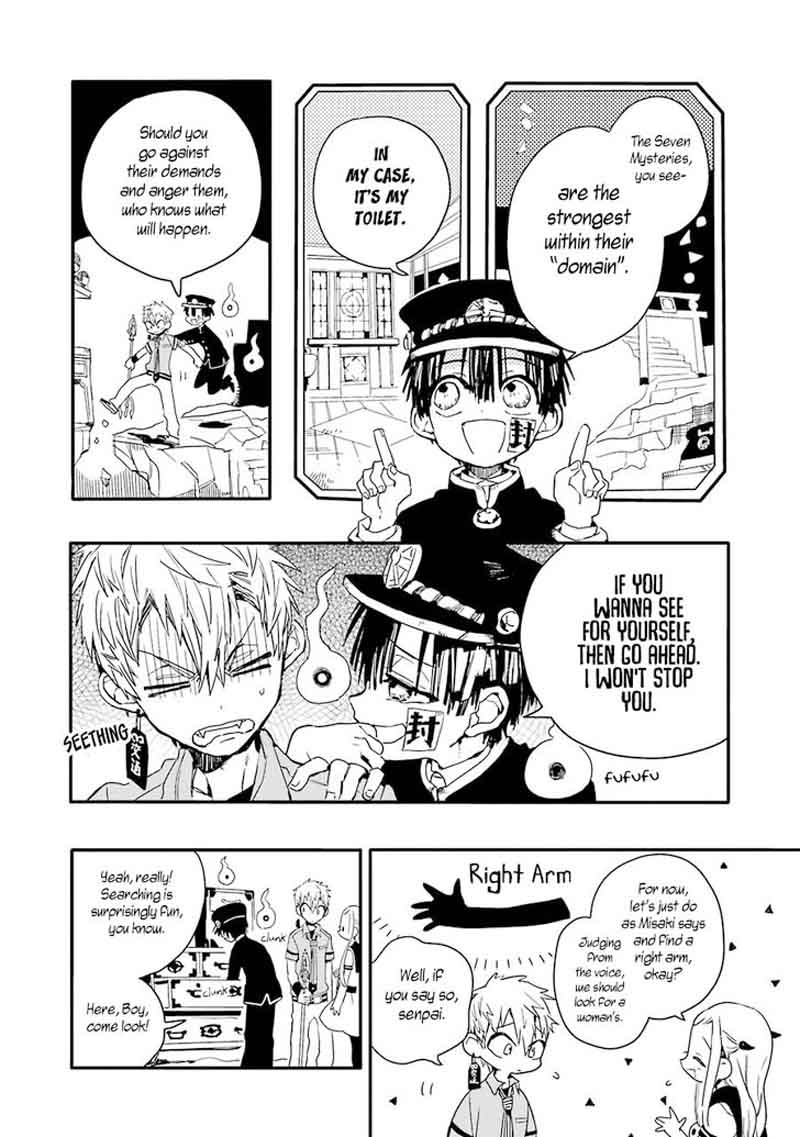 The Seven
Mysteries,
you see-
are the
strongest
within their
"domain".
IN
MY CASE,
IT'S MY
TOILET.
Should you
go against
their demands
and anger them,
who knows what
will happen.
封
IF YOU
WANNA SEE
FOR YOURSELF,
THEN GO AHEAD.
I WON'T STOP
YOU.
封
SEETHING
fufufu
Right Arm
For now,
let's just do
as Misaki says
and find a
right arm,
okay?
Judging
from
the voice,
we should
look for a
woman's.
Well, if
you say so,
senpai.
Yeah, really!
Searching is
surprisingly fun,
you know.
clunk
clunk
Here, Boy,
come look!